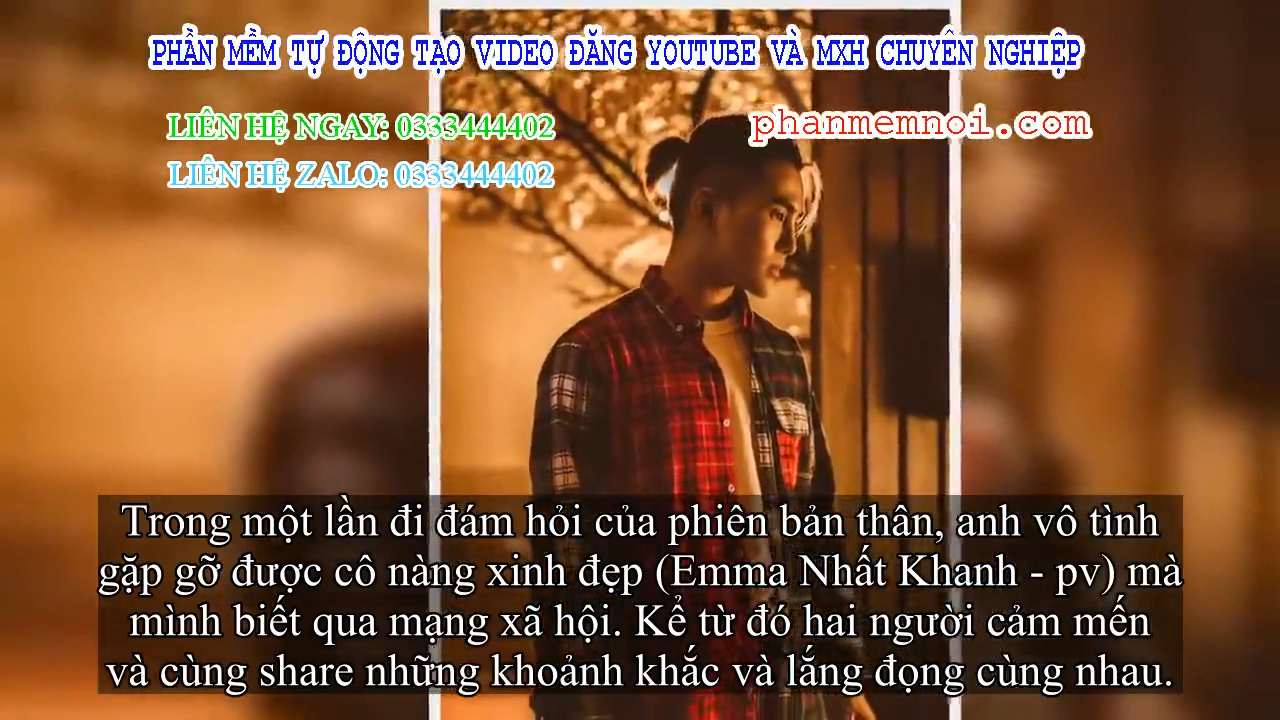 PHẦN MỀM TỰ ĐỘNG TẠO VIDEO ĐĂNG YOUTUBE VÀ MXH CHUYÊN NGHIỆP
LIÊN HỆ NGAY: 0333444402
phanmemnoi.com
LIÊN HỆ ZALO: 0333444402
Trong một lần đi đám hỏi của phiên bản thân, anh vô tình
gặp gỡ được cô nàng xinh đẹp (Emma Nhất Khanh - pv) mà
mình biết qua mạng xã hội. Kể từ đó hai người cảm mến
và cùng share những khoảnh khắc và lắng đọng cùng nhau.